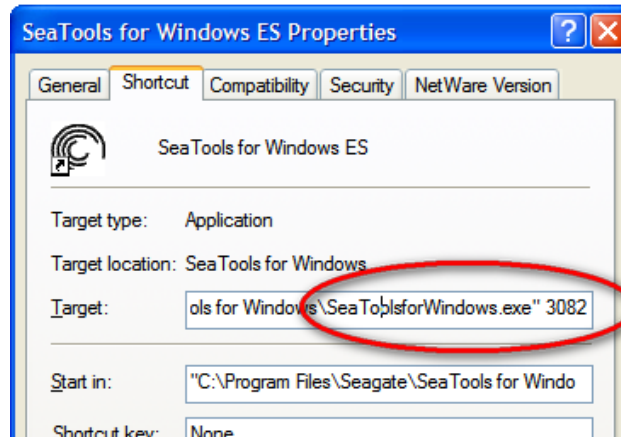 SeaTools for Windows ES Properties
General Shortcut Compatibility Security NetWare Version
SeaTools for Windows ES
Target type: Application
Target location: SeaTools for Windows
Target: ols for Windows\SeaToolsforWindows.exe" 3082
Start in: "C:\Program Files\Seagate\SeaTools for Windo
Shortcut key: None